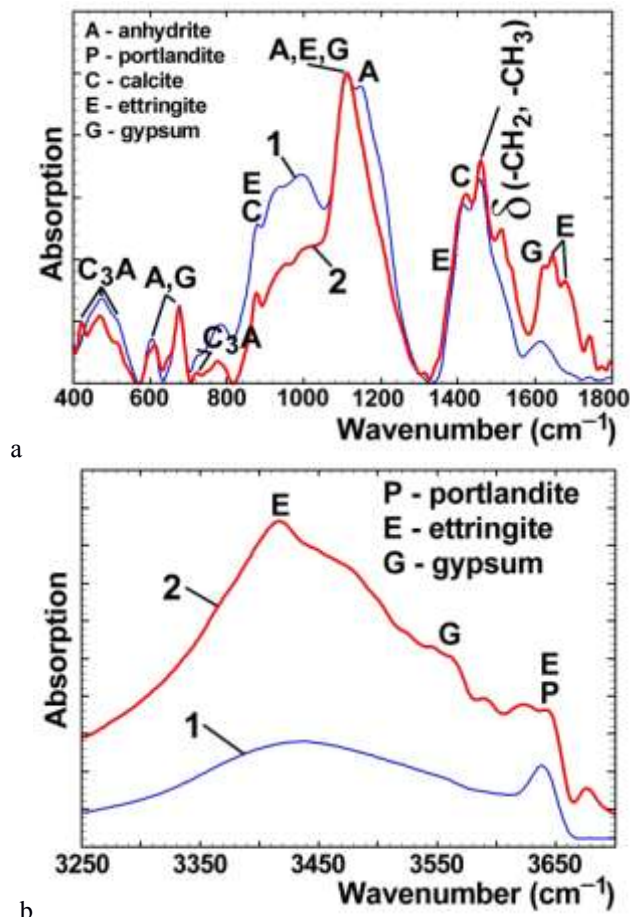 A - anhydrite
P - portlandite
C - calcite
E - ettringite
G - gypsum
A,E,G
A
1
E
C
2
C₃A
A,G
C₃A
C
δ(-CH₂, -CH₃)
E
G
E
Absorption
400 600 800 1000 1200 1400 1600 1800
Wavenumber (cm⁻¹)
a
P - portlandite
E - ettringite
G - gypsum
E
2
G
E
P
1
Absorption
3250 3350 3450 3550 3650
Wavenumber (cm⁻¹)
b